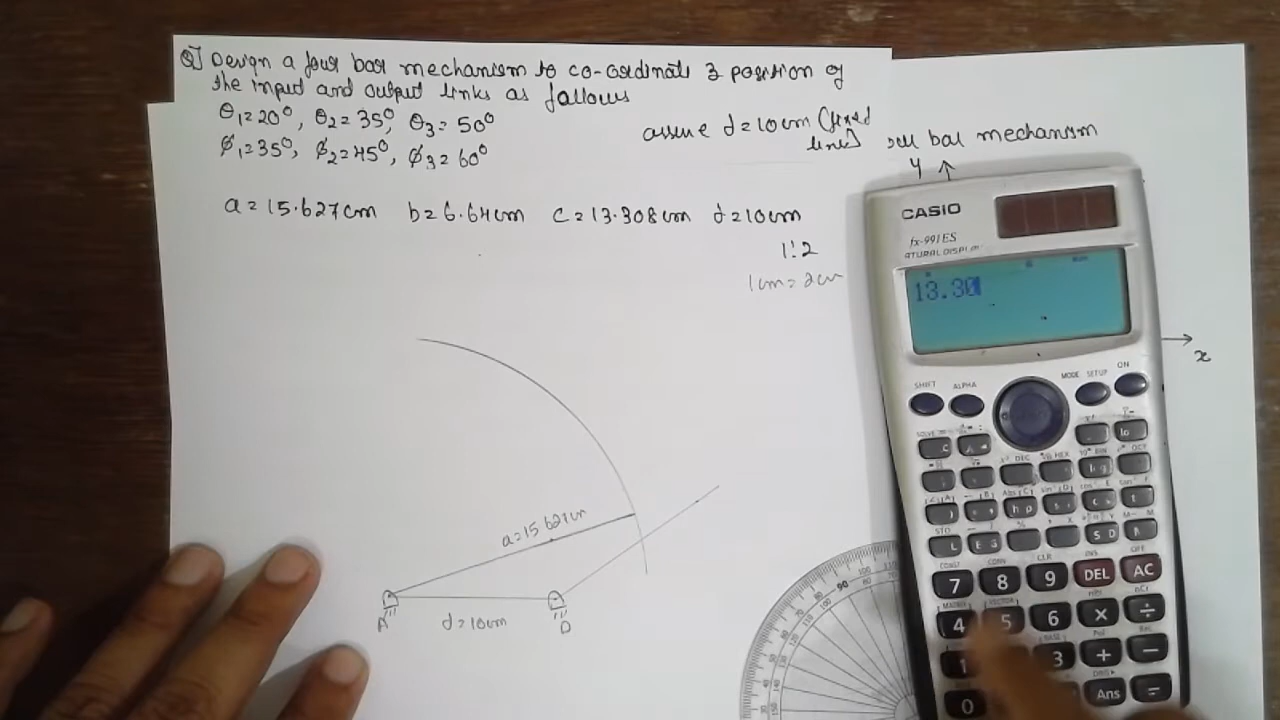 Q] Design a four bar mechanism to co-ordinate 3 position of
the input and output links as follows
θ1=20°, θ2=35°, θ3=50°
φ1=35°, φ2=45°, φ3=60°
assume d=10cm (fixed
link)
bar mechanism
y
a=15.627cm b=6.64cm c=13.308cm d=10cm
1:2
1cm=2cm
x
a=15.627cm
A
d=10cm
D
CASIO
fx-991ES
13.30
SHIFT ALPHA MODE SETUP ON
7 8 9 DEL AC
4 5 6 × ÷
1 3 + −
0 Ans =